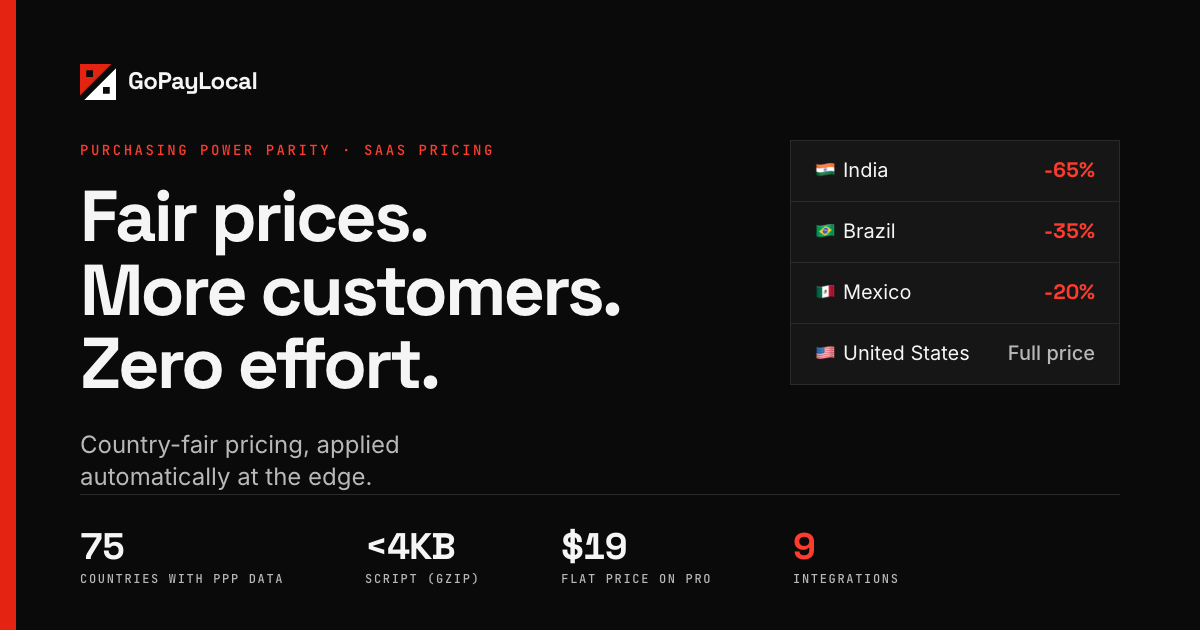 GoPayLocal
PURCHASING POWER PARITY · SAAS PRICING
Fair prices.
More customers.
Zero effort.
Country-fair pricing, applied
automatically at the edge.
India -65%
Brazil -35%
Mexico -20%
United States Full price
75
COUNTRIES WITH PPP DATA
<4KB
SCRIPT (GZIP)
$19
FLAT PRICE ON PRO
9
INTEGRATIONS